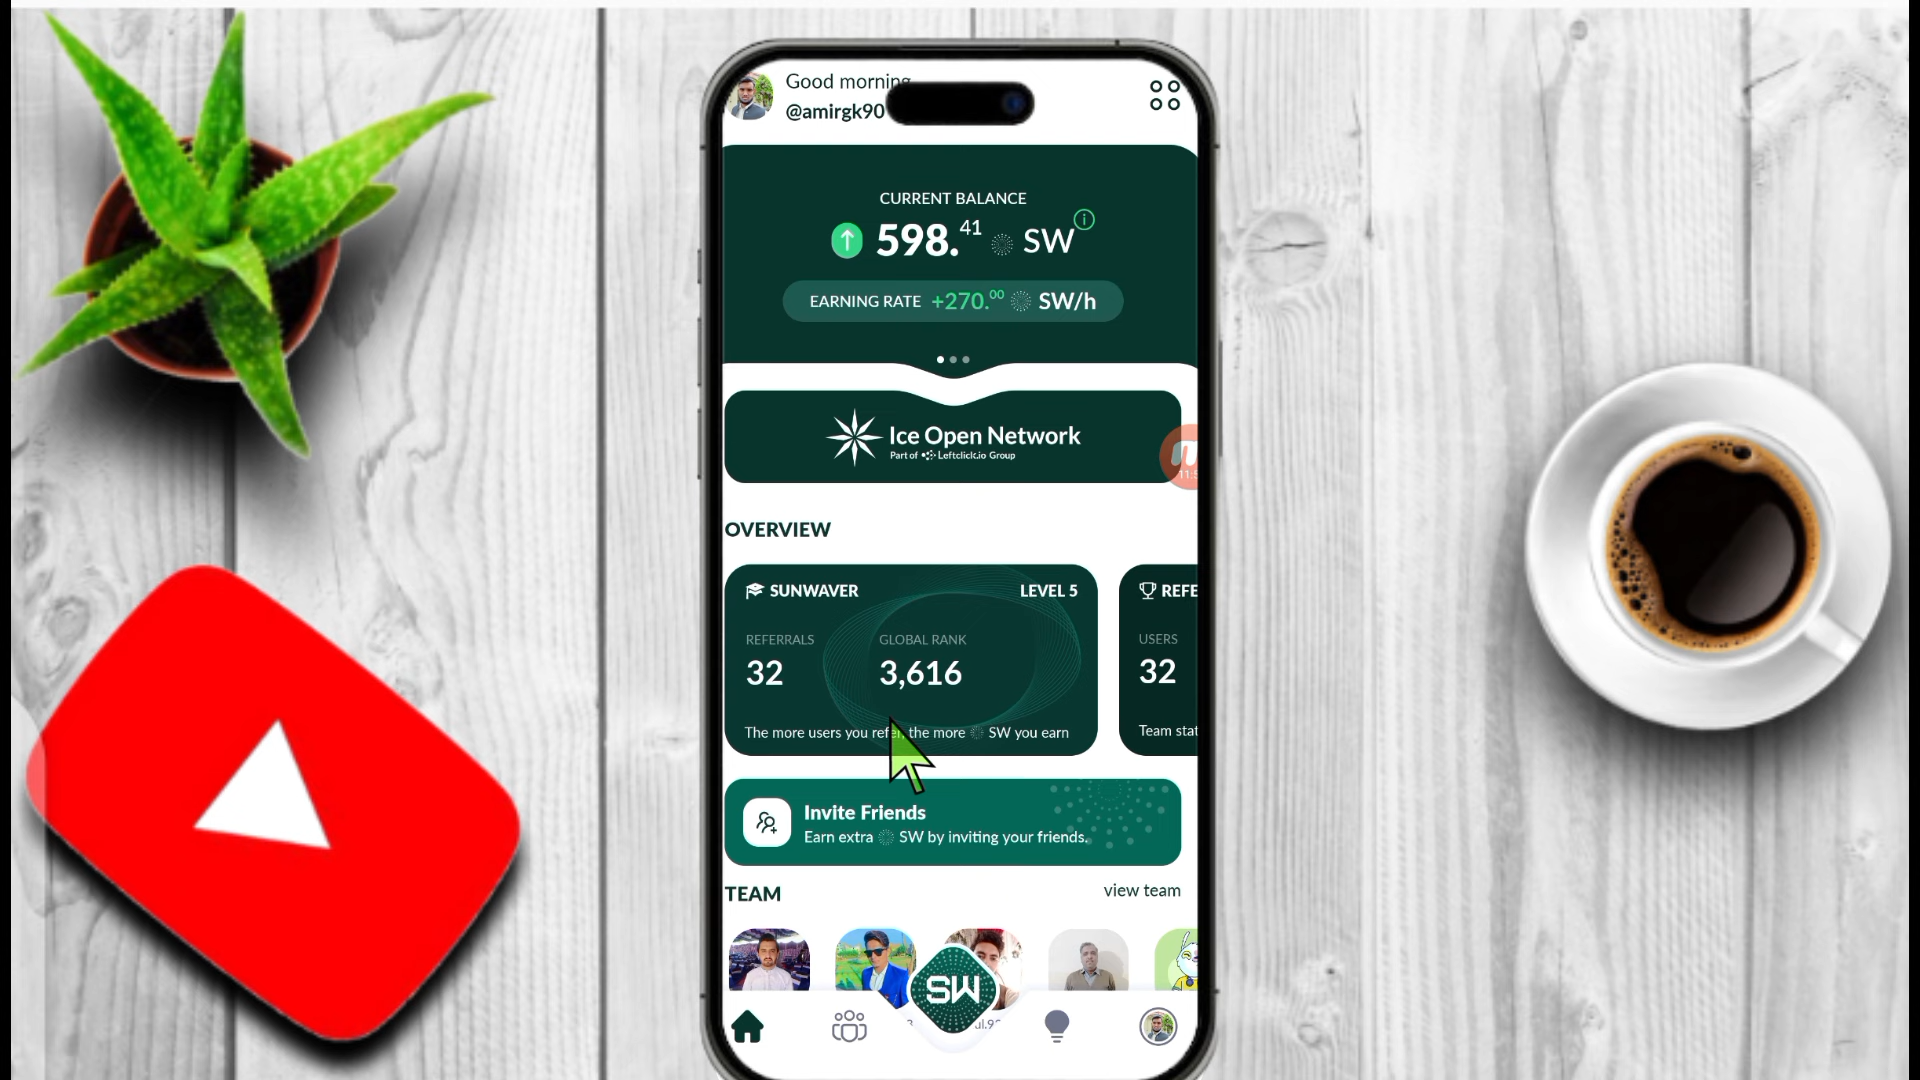 Good morning
@amirgk90
CURRENT BALANCE
598.41 SW
EARNING RATE +270.00 SW/h
Ice Open Network
Part of Leftclick.io Group
OVERVIEW
SUNWAVER LEVEL 5
REFERRALS GLOBAL RANK
32 3,616
The more users you refer, the more SW you earn
REFE
USERS
32
Team stat
Invite Friends
Earn extra SW by inviting your friends.
TEAM view team
SW